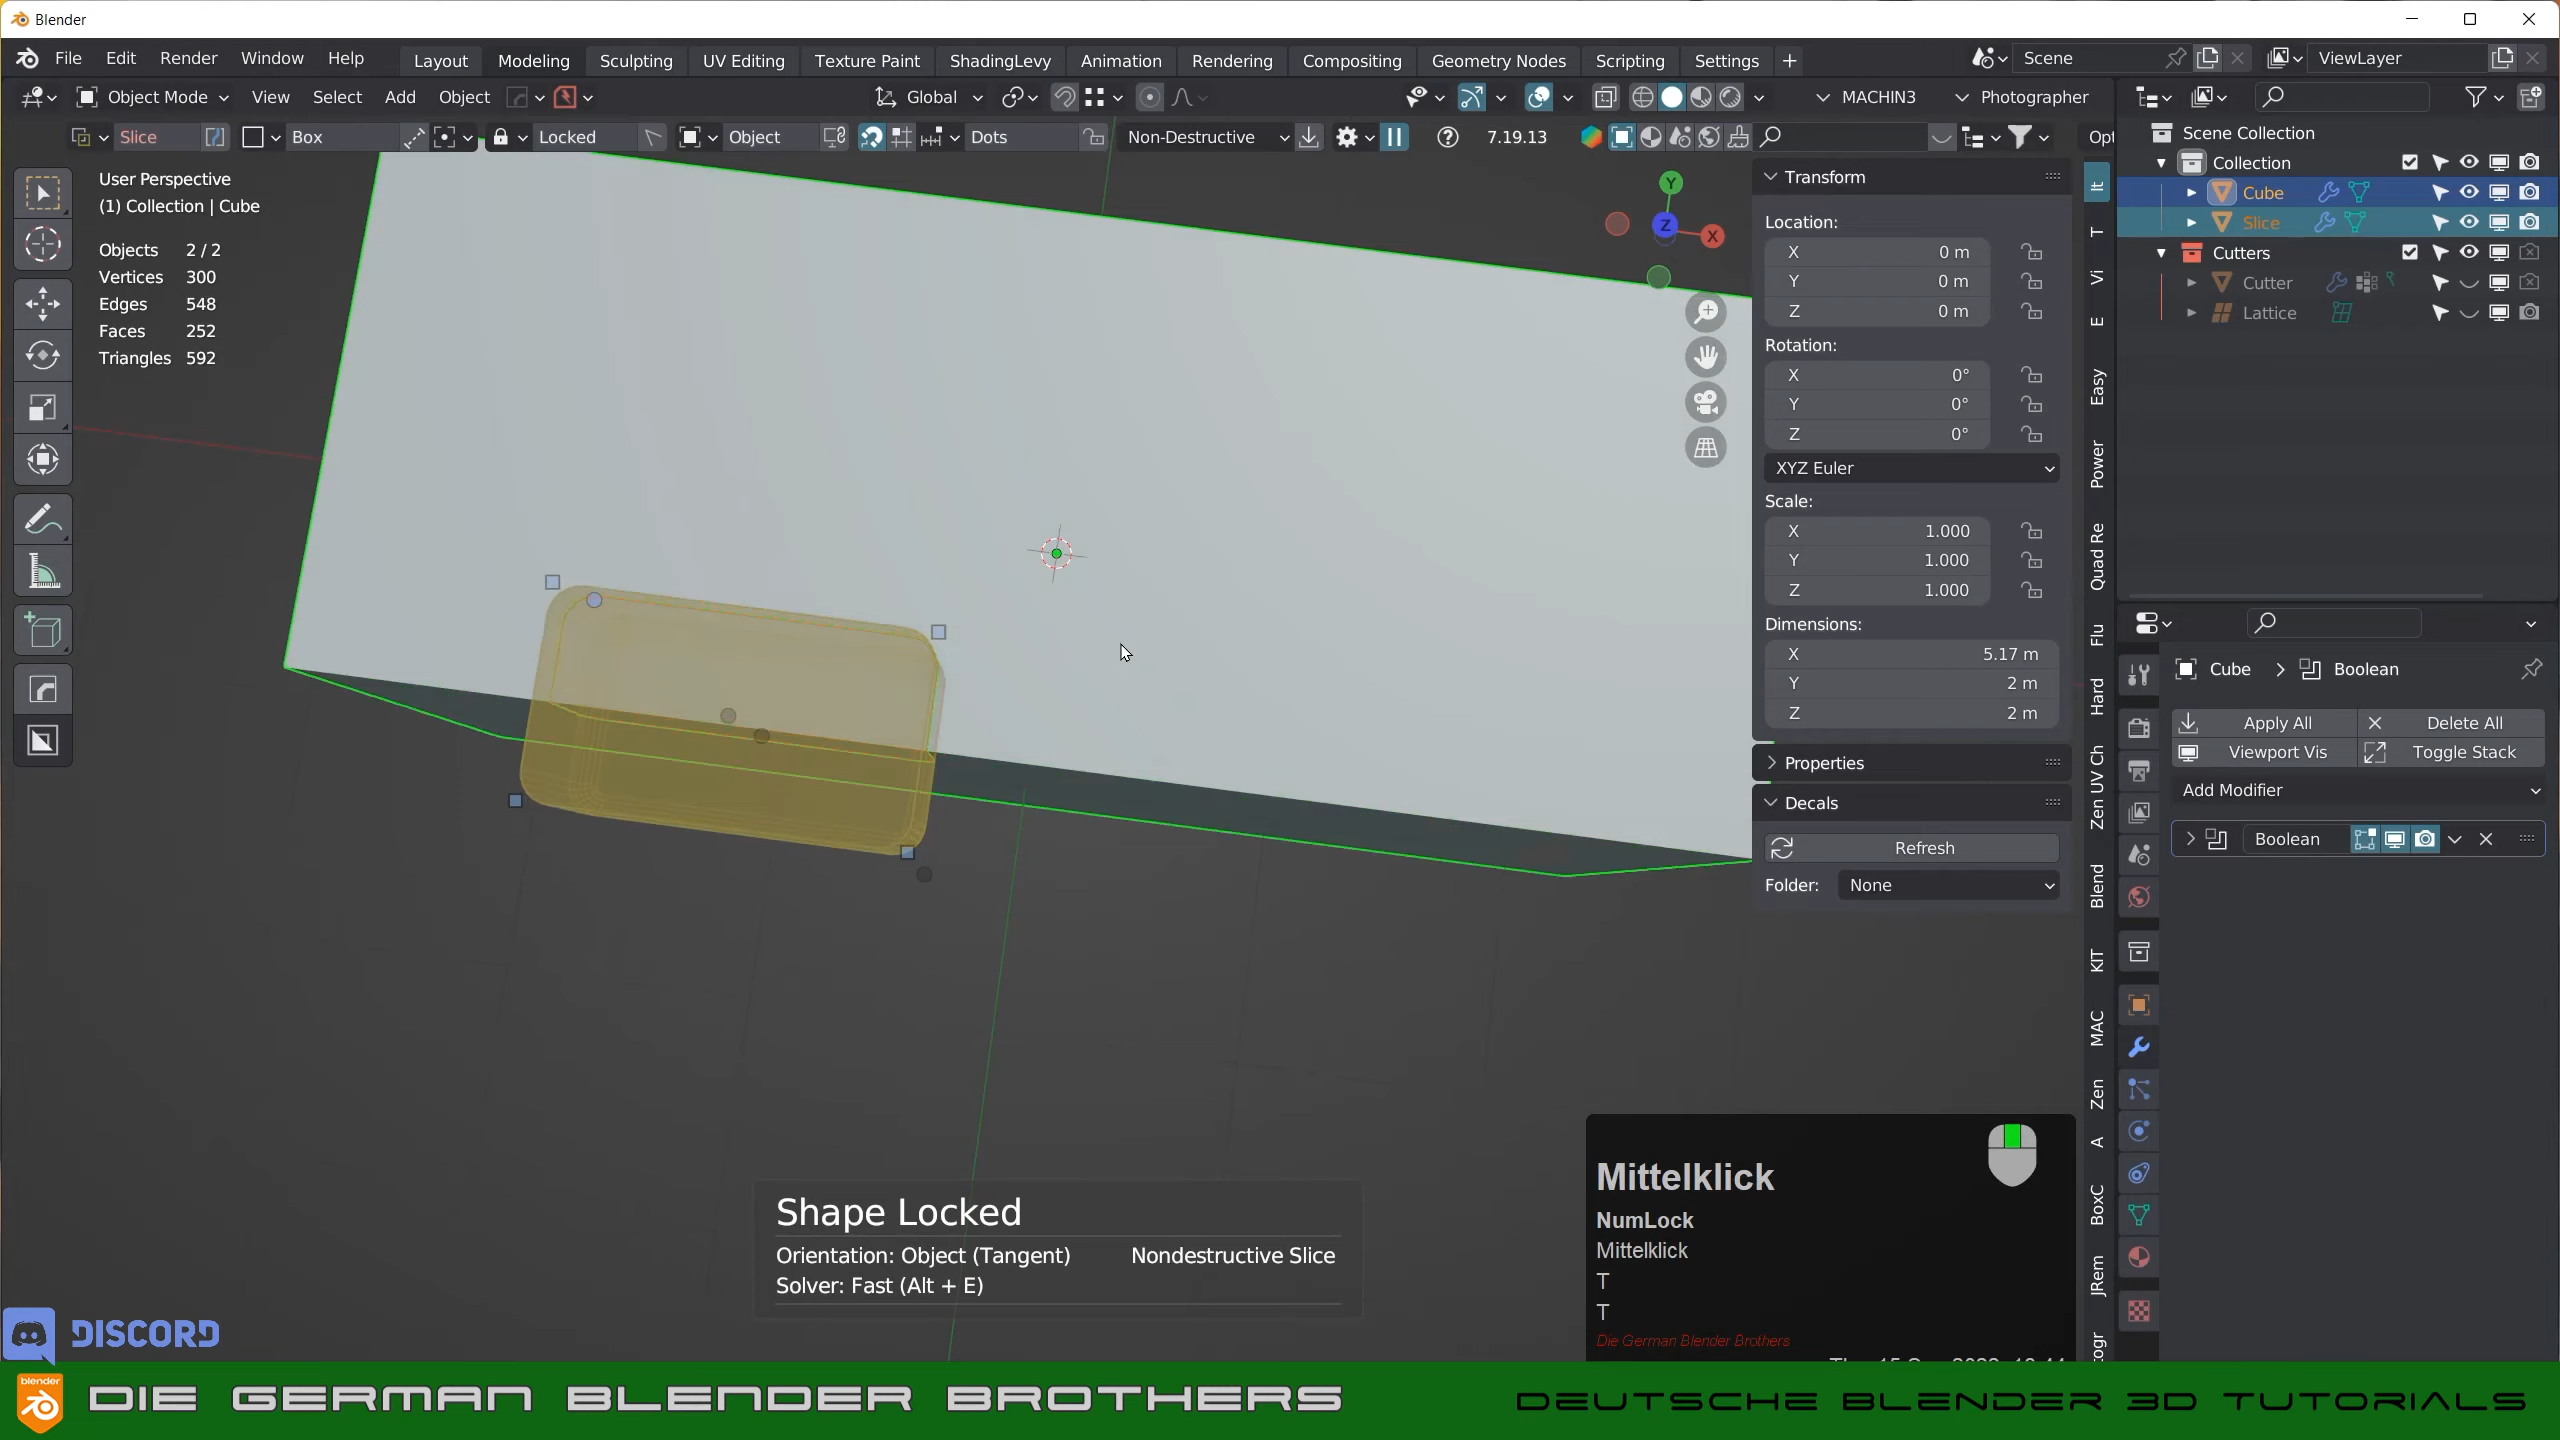 Blender
File Edit Render Window Help Layout Modeling Sculpting UV Editing Texture Paint ShadingLevy Animation Rendering Compositing Geometry Nodes Scripting Settings + Scene ViewLayer
Object Mode View Select Add Object Global MACHIN3 Photographer
Slice Box Locked Object Dots Non-Destructive 7.19.13 Opt
User Perspective
(1) Collection | Cube
Objects 2 / 2
Vertices 300
Edges 548
Faces 252
Triangles 592
Y
Z
X
Transform
Location:
X 0 m
Y 0 m
Z 0 m
Rotation:
X 0°
Y 0°
Z 0°
XYZ Euler
Scale:
X 1.000
Y 1.000
Z 1.000
Dimensions:
X 5.17 m
Y 2 m
Z 2 m
Properties
Decals
Refresh
Folder: None
It
T
Vi
E
Easy
Power
Quad Re
Flu
Hard
Zen UV Ch
Blend
KIT
MAC
Zen
A
BoxC
JRem
togr
Scene Collection
Collection
Cube
Slice
Cutters
Cutter
Lattice
Cube > Boolean
Apply All Delete All
Viewport Vis Toggle Stack
Add Modifier
Boolean
Shape Locked
Orientation: Object (Tangent) Nondestructive Slice
Solver: Fast (Alt + E)
Mittelklick
NumLock
Mittelklick
T
T
Die German Blender Brothers
DISCORD
blender
DIE GERMAN BLENDER BROTHERS
DEUTSCHE BLENDER 3D TUTORIALS